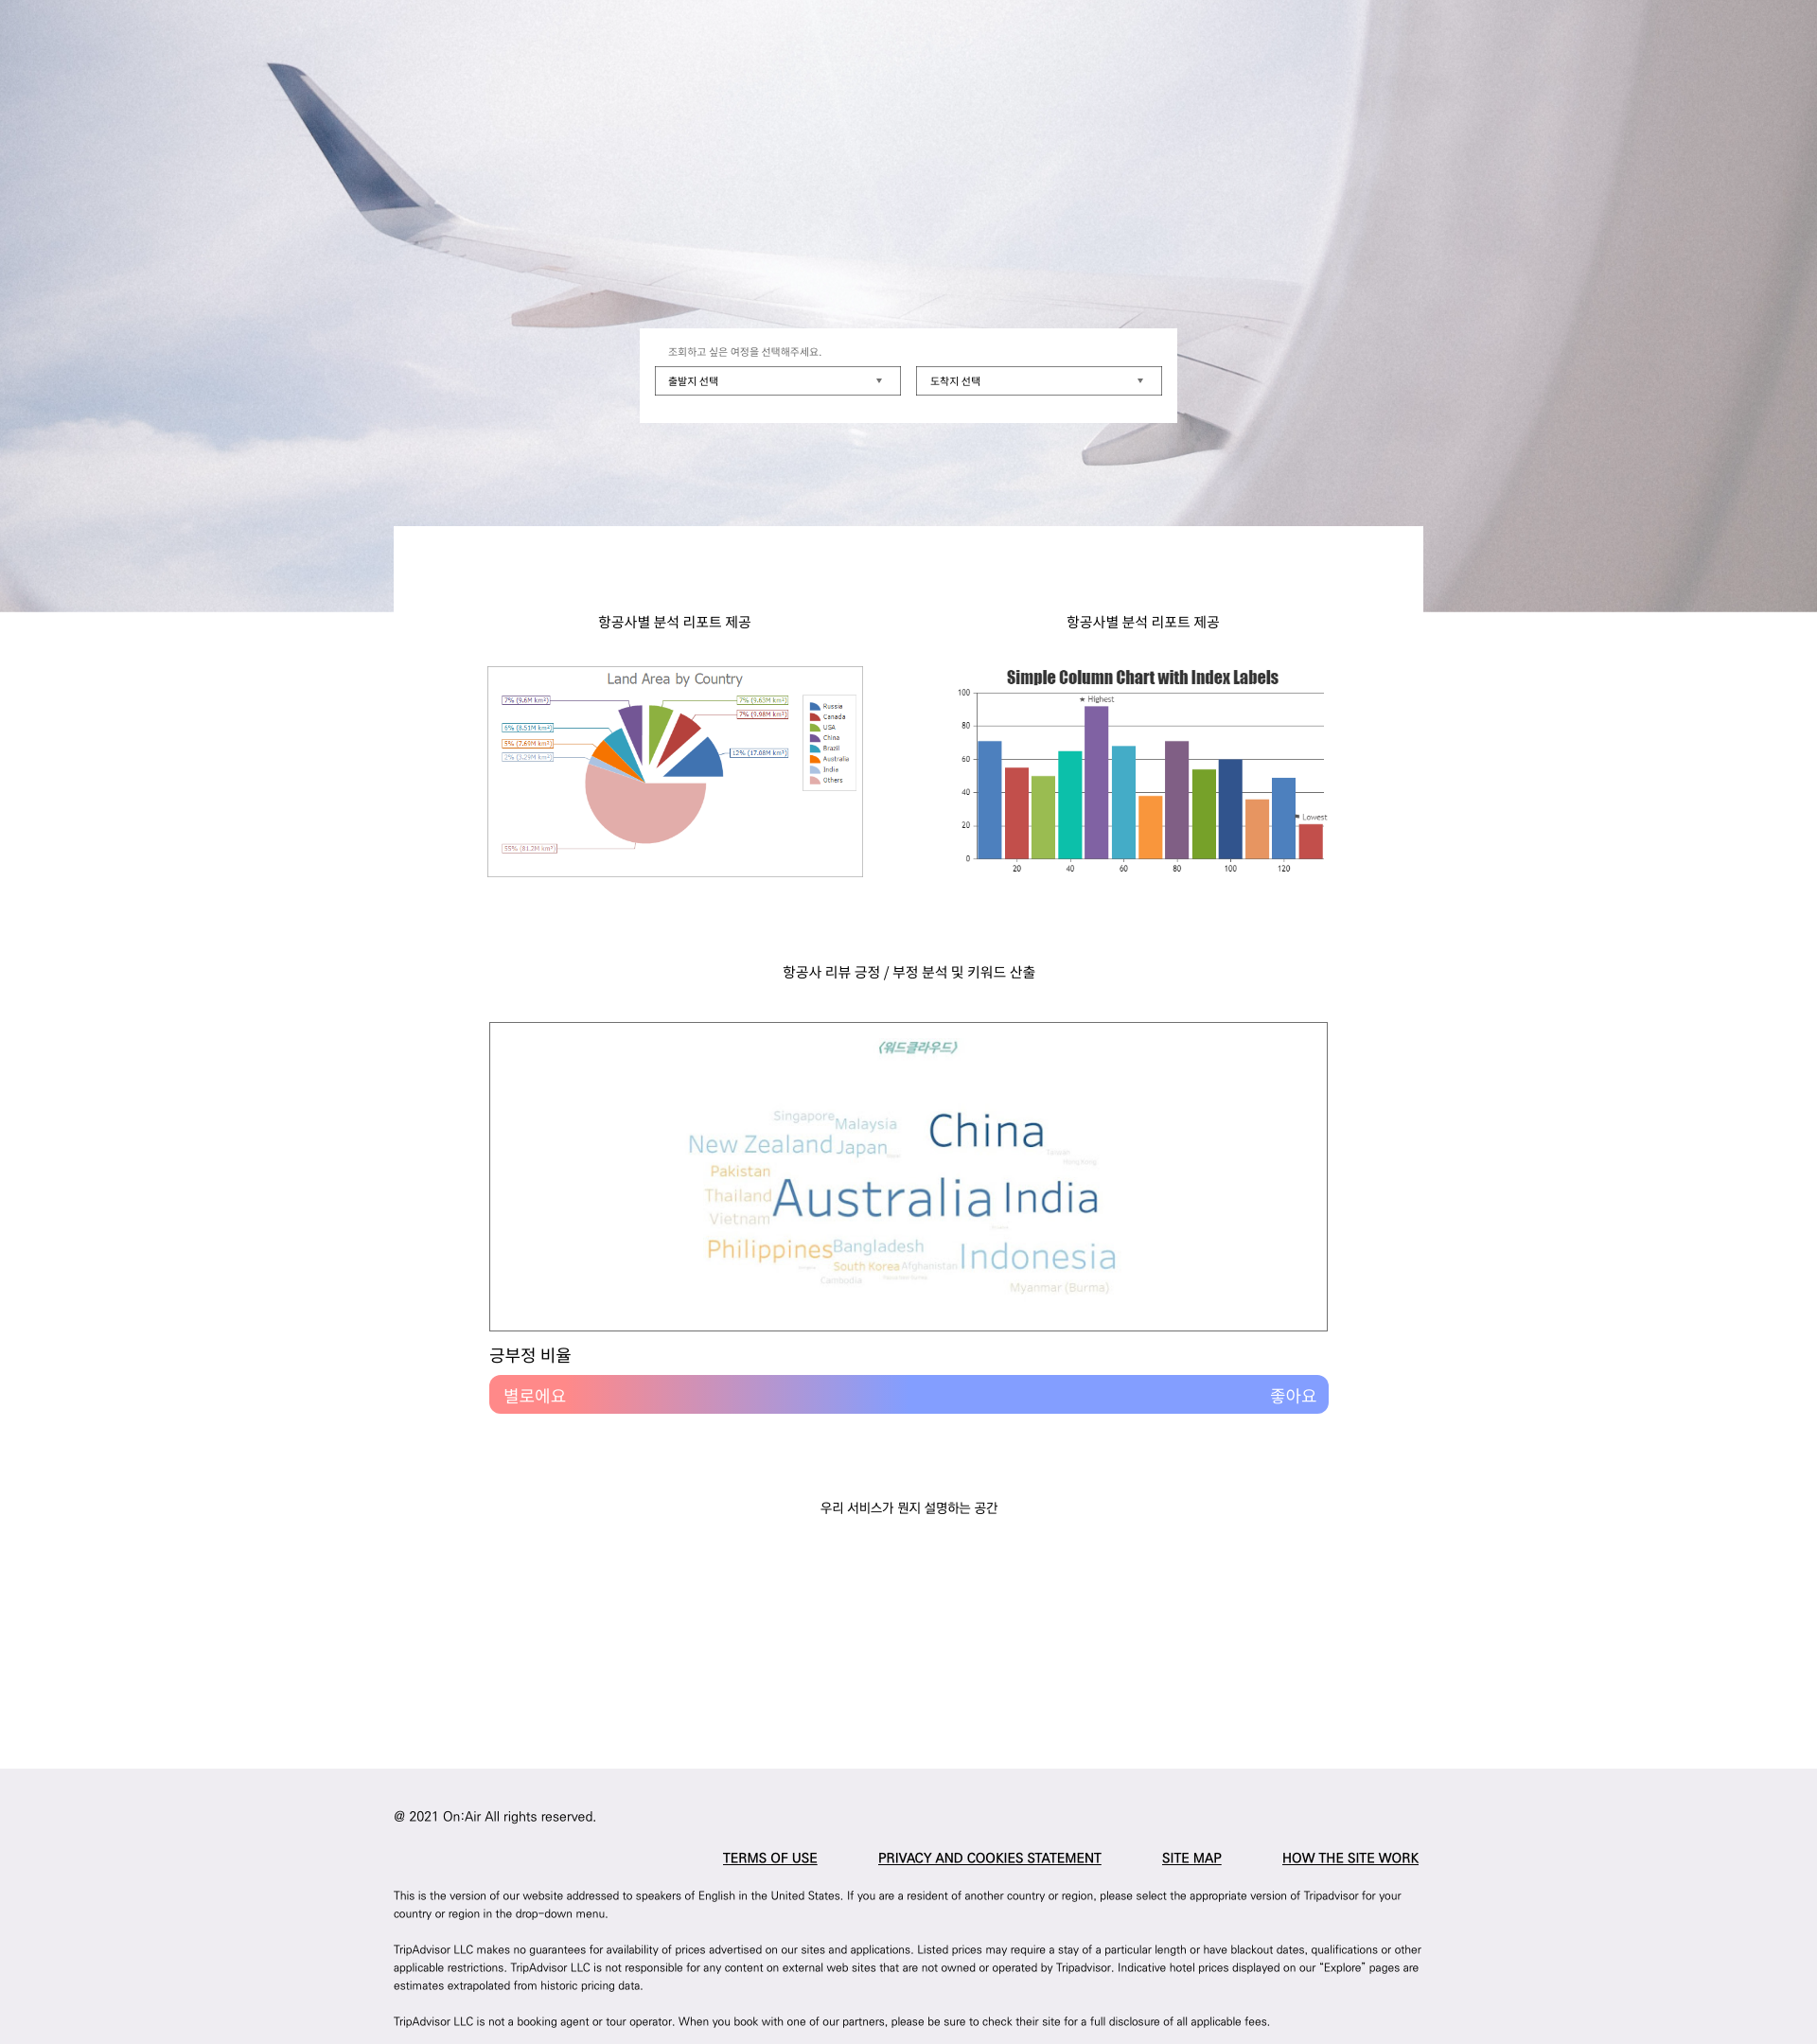 조회하고 싶은 여정을 선택해주세요.
출발지 선택 ▼ 도착지 선택 ▼
항공사별 분석 리포트 제공
항공사별 분석 리포트 제공
Land Area by Country
7% (9.6M km²)
7% (9.63M km²)
7% (9.98M km²)
6% (8.51M km²)
5% (7.69M km²)
12% (17.08M km²)
2% (3.29M km²)
55% (81.2M km²)
Russia
Canada
USA
China
Brazil
Australia
India
Others
Simple Column Chart with Index Labels
100
80
60
40
20
0
★ Highest
Lowest
20 40 60 80 100 120
항공사 리뷰 긍정 / 부정 분석 및 키워드 산출
<워드클라우드>
Singapore
Malaysia
China
New Zealand
Japan
Taiwan
Hong Kong
Pakistan
Thailand
Australia
India
Vietnam
Philippines
Bangladesh
Indonesia
South Korea
Afghanistan
Cambodia
Myanmar (Burma)
긍부정 비율
별로에요 좋아요
우리 서비스가 뭔지 설명하는 공간
@ 2021 On:Air All rights reserved.
TERMS OF USE PRIVACY AND COOKIES STATEMENT SITE MAP HOW THE SITE WORK
This is the version of our website addressed to speakers of English in the United States. If you are a resident of another country or region, please select the appropriate version of Tripadvisor for your
country or region in the drop-down menu.
TripAdvisor LLC makes no guarantees for availability of prices advertised on our sites and applications. Listed prices may require a stay of a particular length or have blackout dates, qualifications or other
applicable restrictions. TripAdvisor LLC is not responsible for any content on external web sites that are not owned or operated by Tripadvisor. Indicative hotel prices displayed on our “Explore” pages are
estimates extrapolated from historic pricing data.
TripAdvisor LLC is not a booking agent or tour operator. When you book with one of our partners, please be sure to check their site for a full disclosure of all applicable fees.